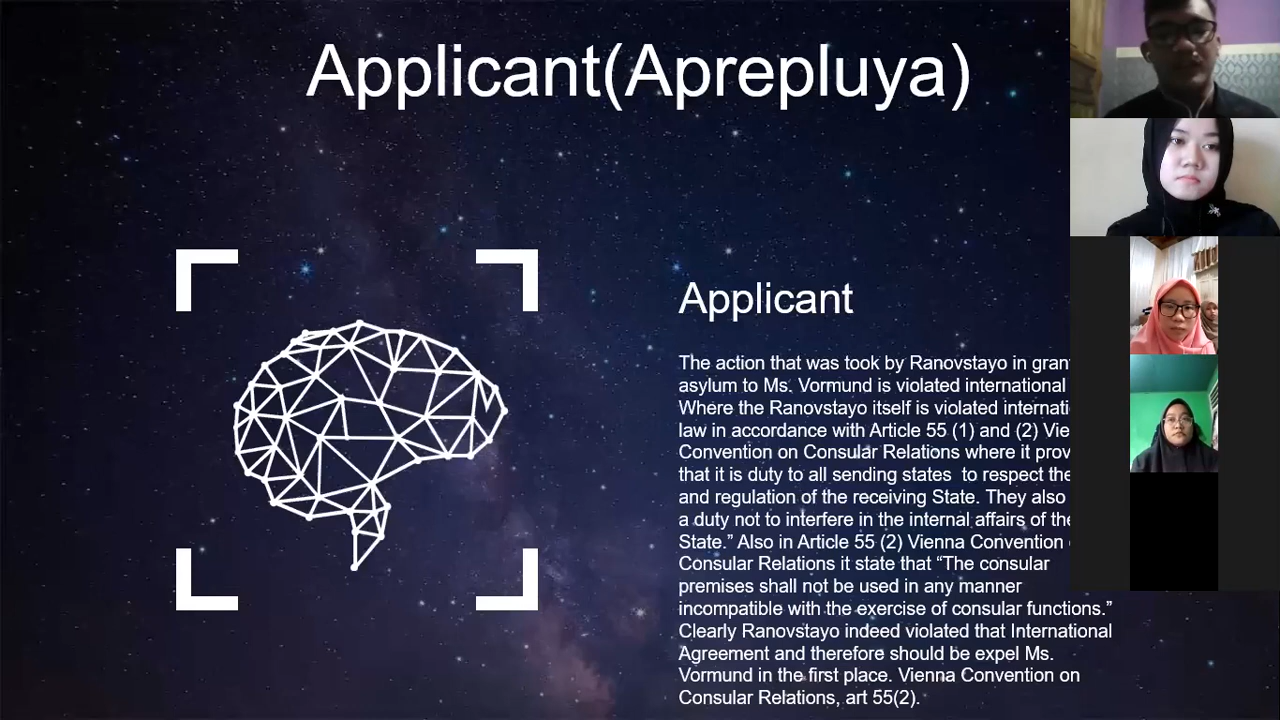 Applicant(Aprepluya)
Applicant
The action that was took by Ranovstayo in
asylum to Ms. Vormund is violated international
Where the Ranovstayo itself is violated
law in accordance with Article 55 (1) and (2)
Convention on Consular Relations where it
that it is duty to all sending states to respect the
and regulation of the receiving State. They also
a duty not to interfere in the internal affairs of the
State.” Also in Article 55 (2) Vienna Convention
Consular Relations it state that “The consular
premises shall not be used in any manner
incompatible with the exercise of consular functions.”
Clearly Ranovstayo indeed violated that International
Agreement and therefore should be expel Ms.
Vormund in the first place. Vienna Convention on
Consular Relations, art 55(2).